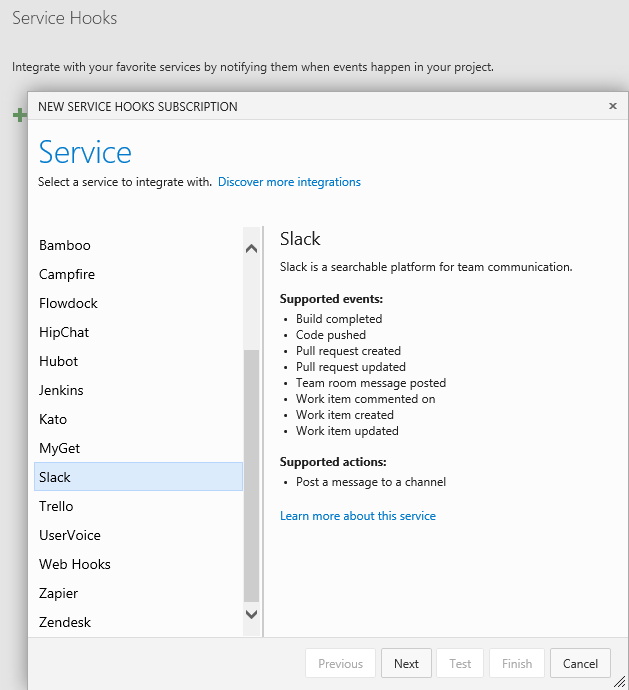 Service Hooks
Integrate with your favorite services by notifying them when events happen in your project.
NEW SERVICE HOOKS SUBSCRIPTION
Service
Select a service to integrate with. Discover more integrations
Bamboo
Campfire
Flowdock
HipChat
Hubot
Jenkins
Kato
MyGet
Slack
Trello
UserVoice
Web Hooks
Zapier
Zendesk
Slack
Slack is a searchable platform for team communication.
Supported events:
• Build completed
• Code pushed
• Pull request created
• Pull request updated
• Team room message posted
• Work item commented on
• Work item created
• Work item updated
Supported actions:
• Post a message to a channel
Learn more about this service
Previous Next Test Finish Cancel